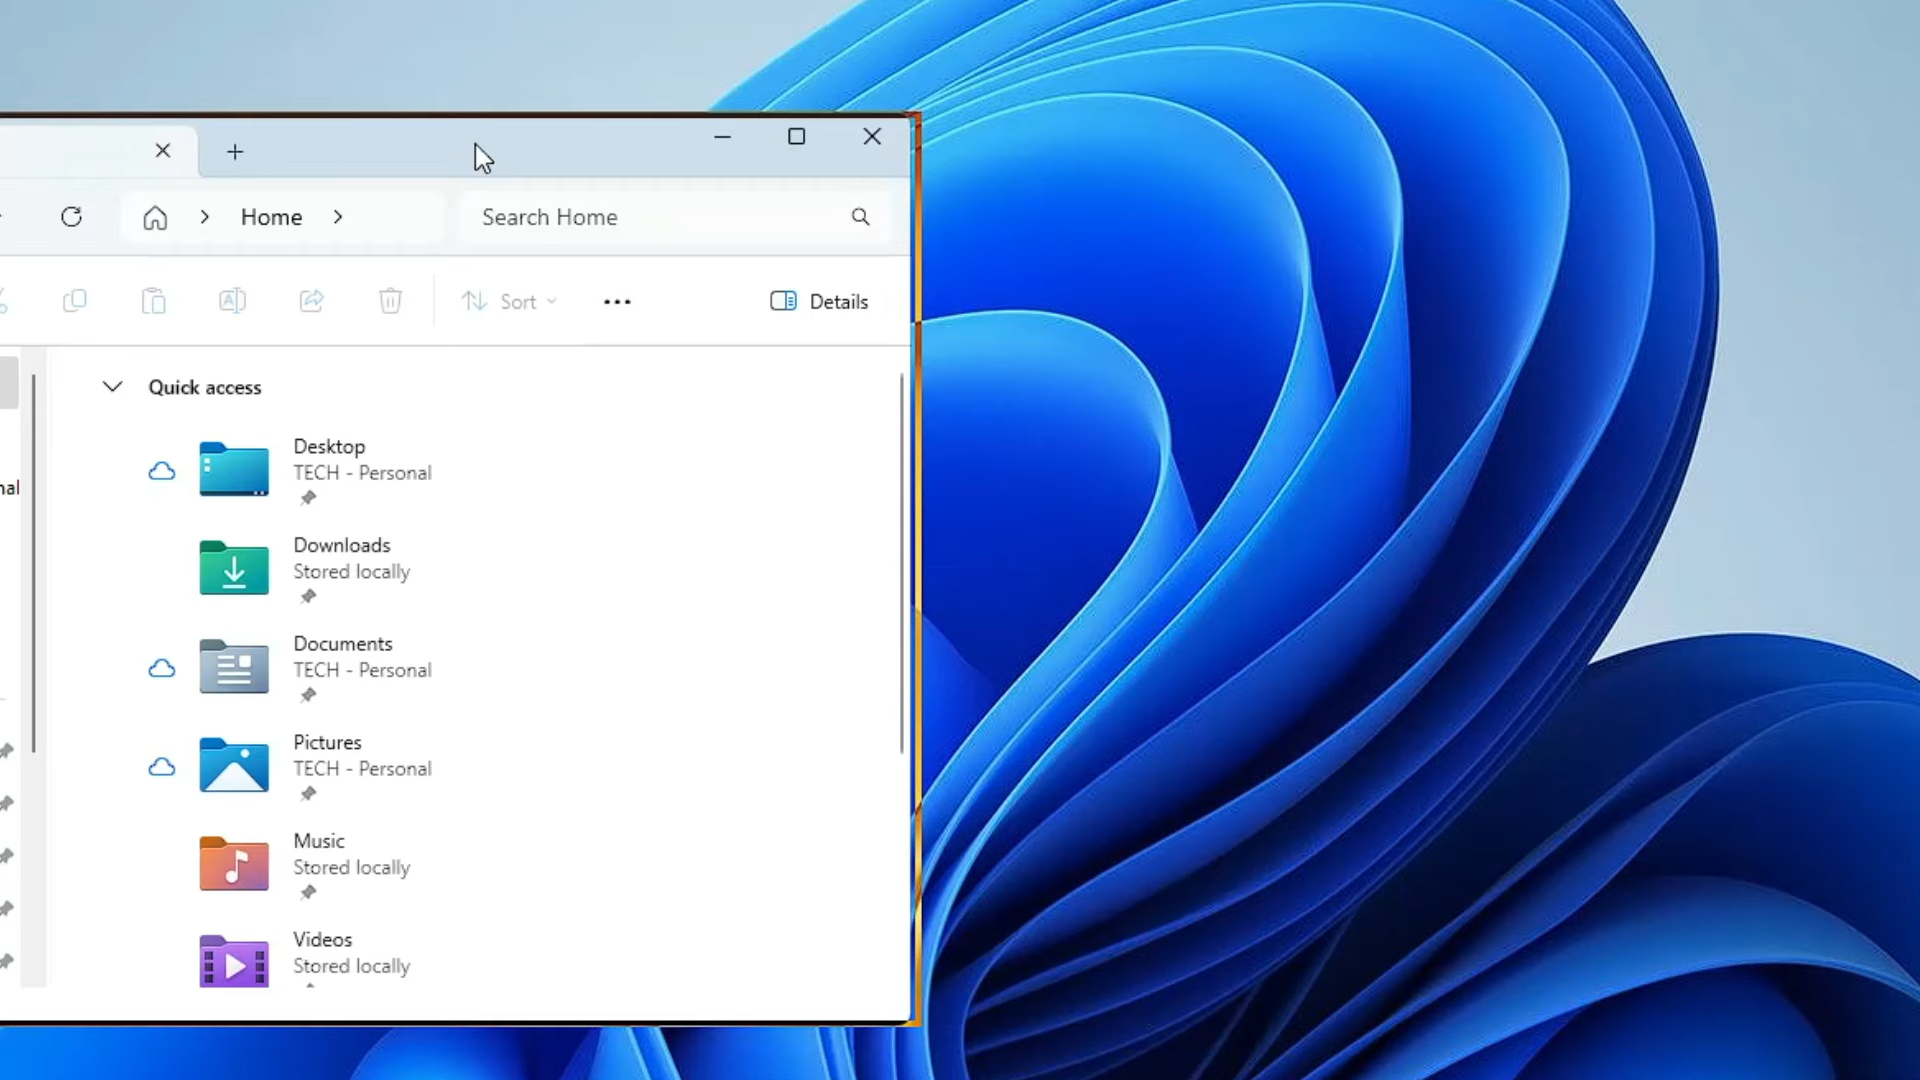 Home
Search Home
Sort
Details
Quick access
Desktop
TECH - Personal
Downloads
Stored locally
Documents
TECH - Personal
Pictures
TECH - Personal
Music
Stored locally
Videos
Stored locally
nal